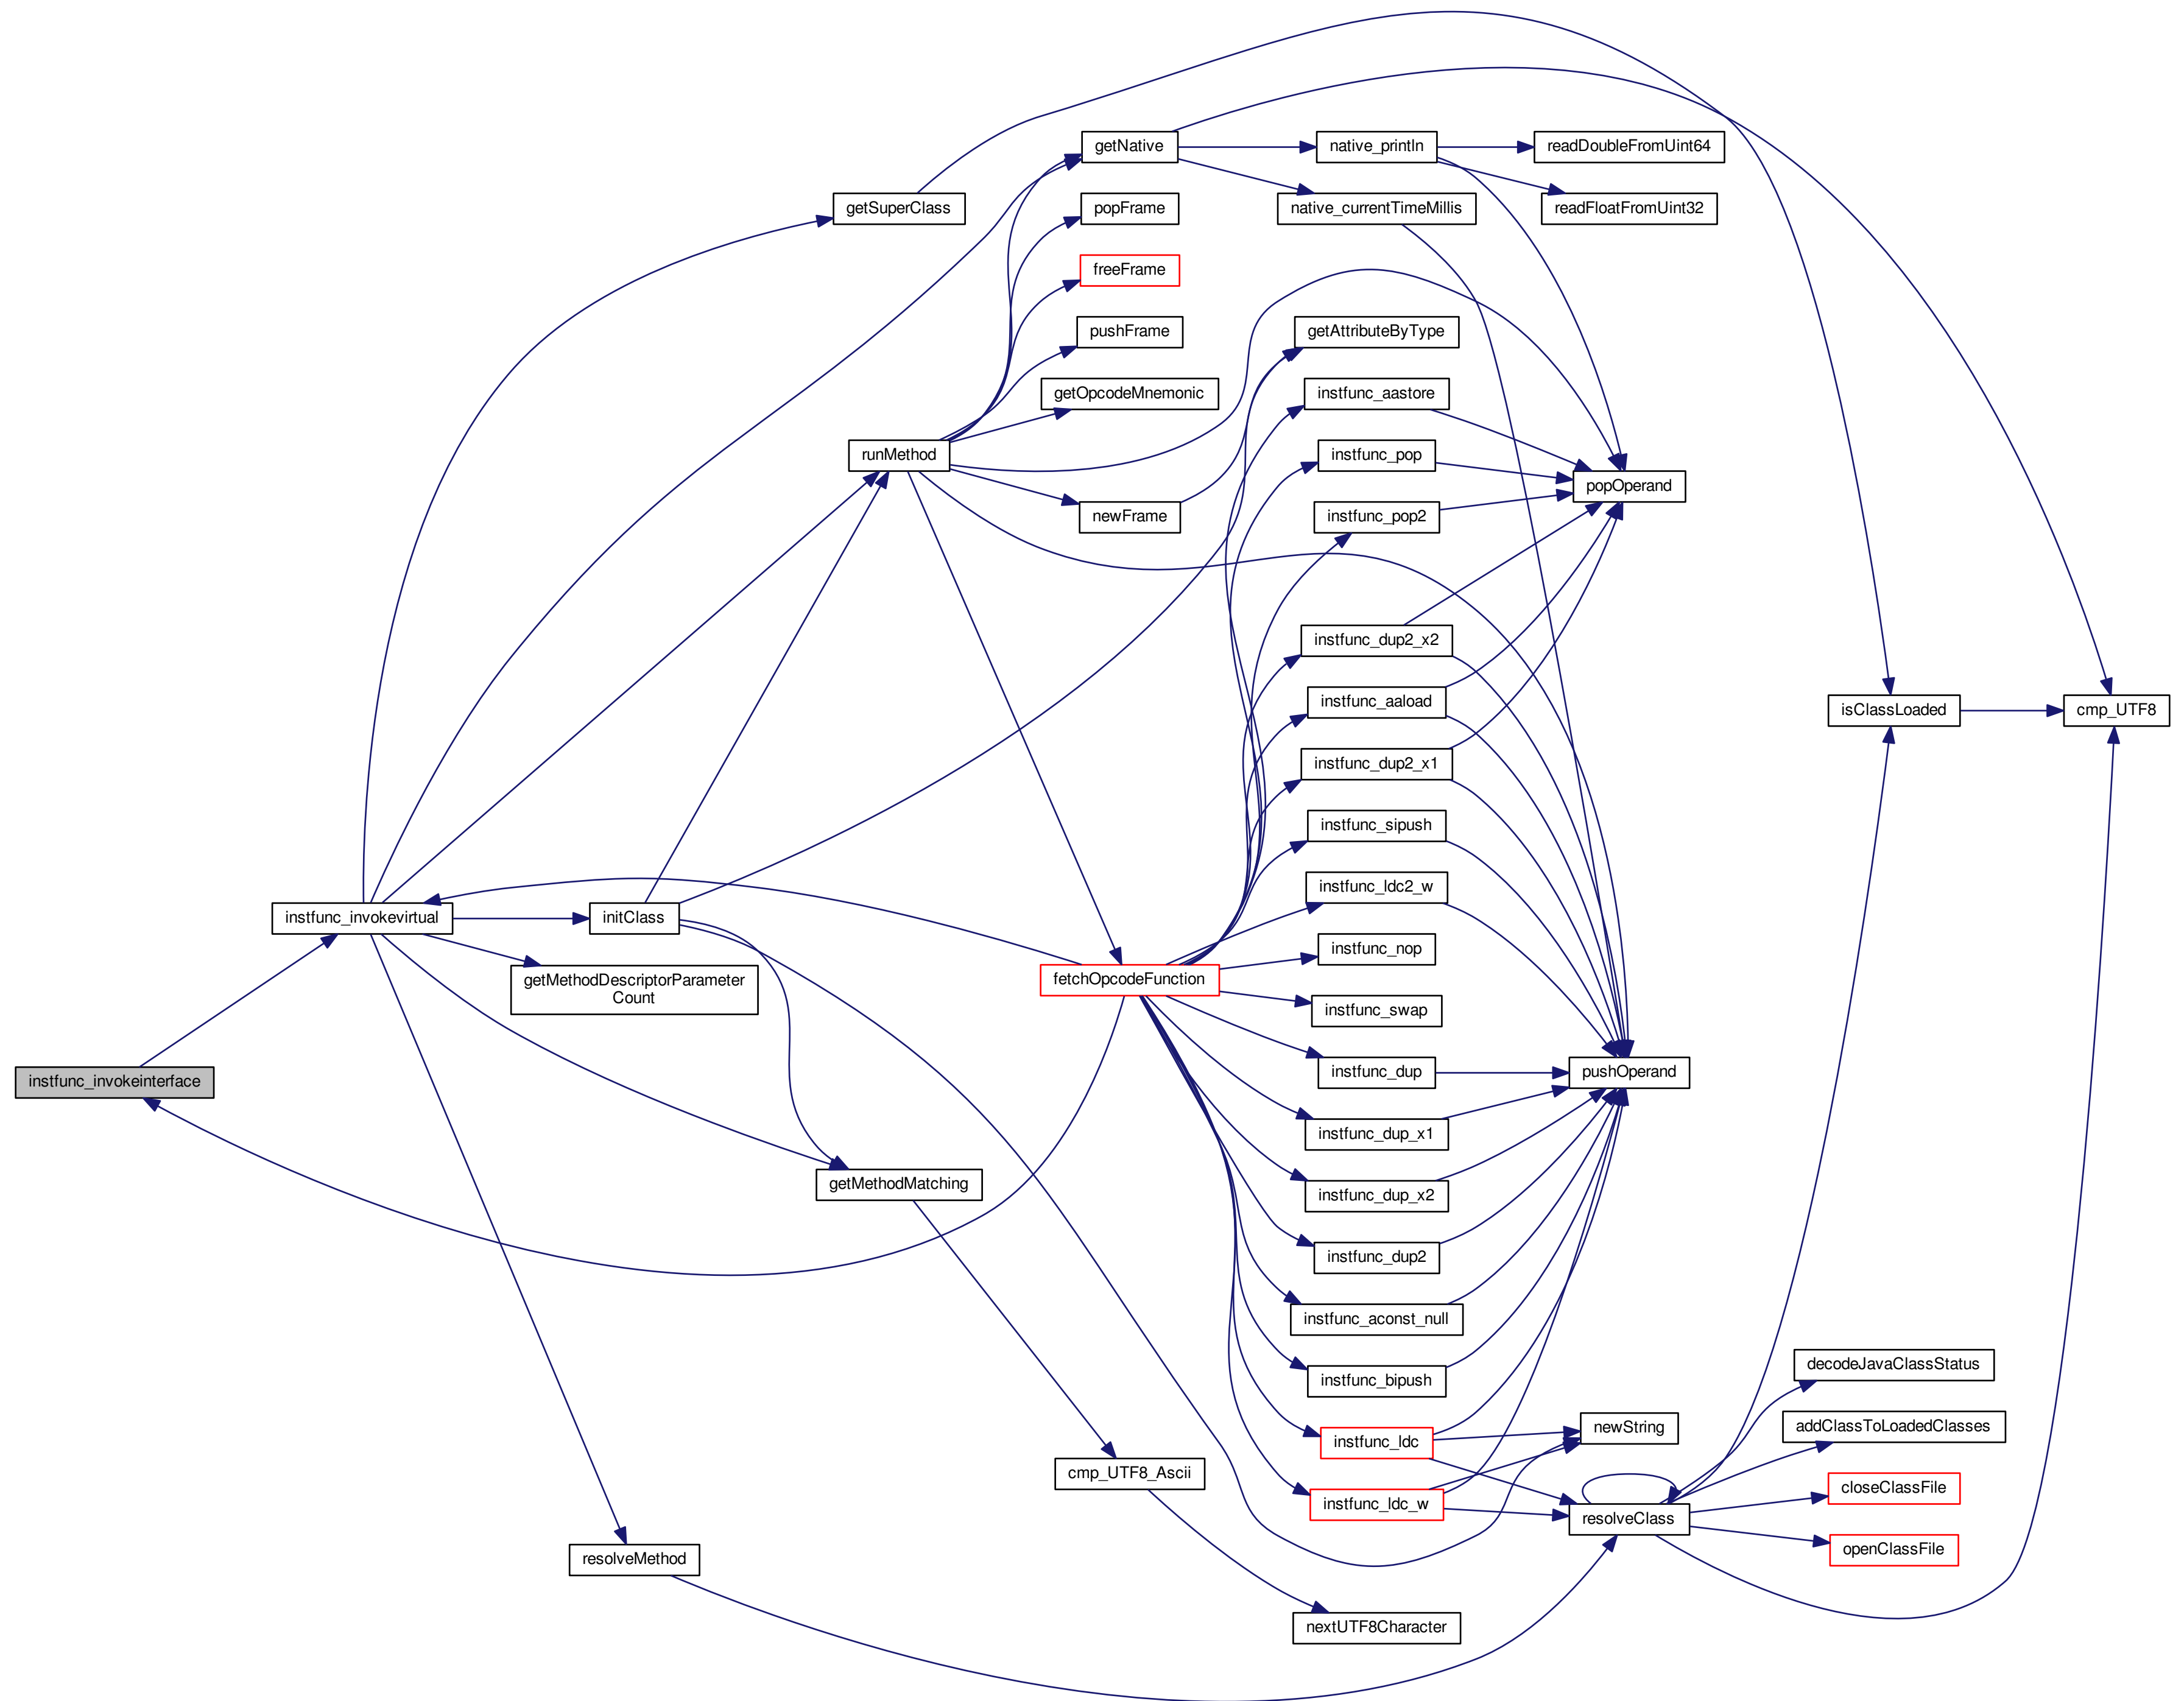 getNative
native_println
readDoubleFromUint64
getSuperClass
popFrame
native_currentTimeMillis
readFloatFromUint32
freeFrame
pushFrame
getAttributeByType
getOpcodeMnemonic
instfunc_aastore
runMethod
instfunc_pop
popOperand
newFrame
instfunc_pop2
instfunc_dup2_x2
instfunc_aaload
isClassLoaded
cmp_UTF8
instfunc_dup2_x1
instfunc_sipush
instfunc_ldc2_w
instfunc_invokevirtual
initClass
instfunc_nop
fetchOpcodeFunction
getMethodDescriptorParameter
Count
instfunc_swap
instfunc_dup
pushOperand
instfunc_invokeinterface
instfunc_dup_x1
getMethodMatching
instfunc_dup_x2
instfunc_dup2
instfunc_aconst_null
decodeJavaClassStatus
instfunc_bipush
addClassToLoadedClasses
newString
instfunc_ldc
cmp_UTF8_Ascii
closeClassFile
instfunc_ldc_w
resolveClass
openClassFile
resolveMethod
nextUTF8Character